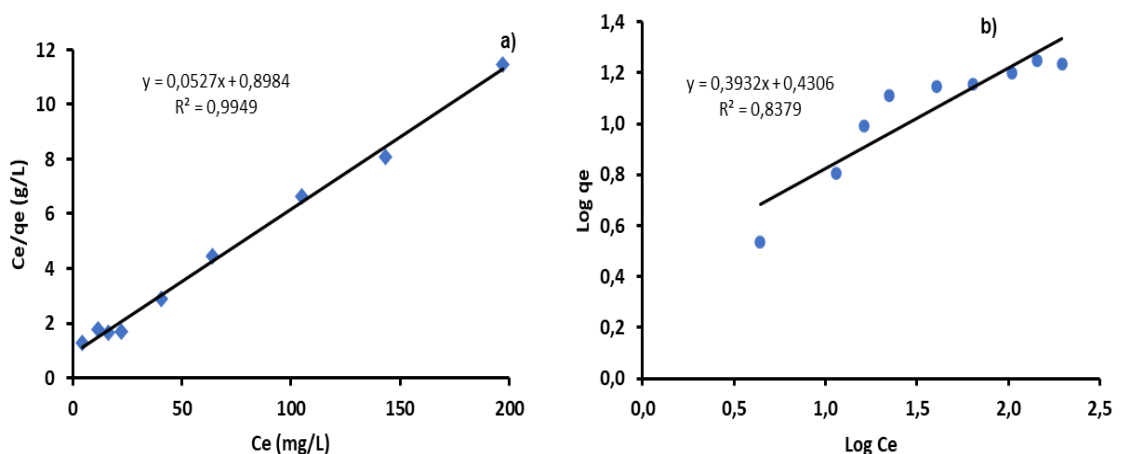 a)
12
10
8
6
4
2
0
Ce/qe (g/L)
y = 0,0527x + 0,8984
R² = 0,9949
0
50
100
150
200
Ce (mg/L)
b)
1,4
1,2
1,0
0,8
0,6
0,4
0,2
0,0
Log qe
y = 0,3932x + 0,4306
R² = 0,8379
0,0
0,5
1,0
1,5
2,0
2,5
Log Ce